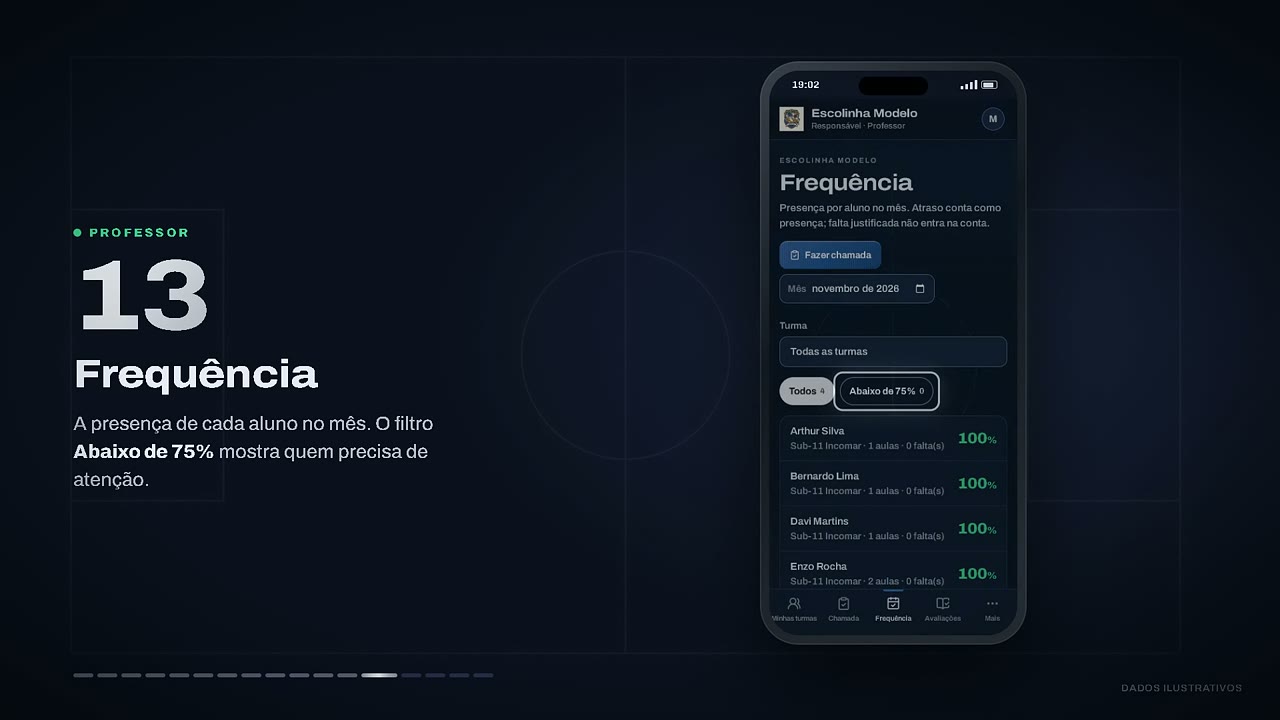 PROFESSOR
13
Frequência
A presença de cada aluno no mês. O filtro
Abaixo de 75% mostra quem precisa de
atenção.
19:02
Escolinha Modelo
Responsável · Professor
M
ESCOLINHA MODELO
Frequência
Presença por aluno no mês. Atraso conta como
presença; falta justificada não entra na conta.
Fazer chamada
Mês novembro de 2026
Turma
Todas as turmas
Todos 4 Abaixo de 75% 0
Arthur Silva
Sub-11 Incomar · 1 aulas · 0 falta(s) 100%
Bernardo Lima
Sub-11 Incomar · 1 aulas · 0 falta(s) 100%
Davi Martins
Sub-11 Incomar · 1 aulas · 0 falta(s) 100%
Enzo Rocha
Sub-11 Incomar · 2 aulas · 0 falta(s) 100%
Minhas turmas Chamada Frequência Avaliações Mais
DADOS ILUSTRATIVOS